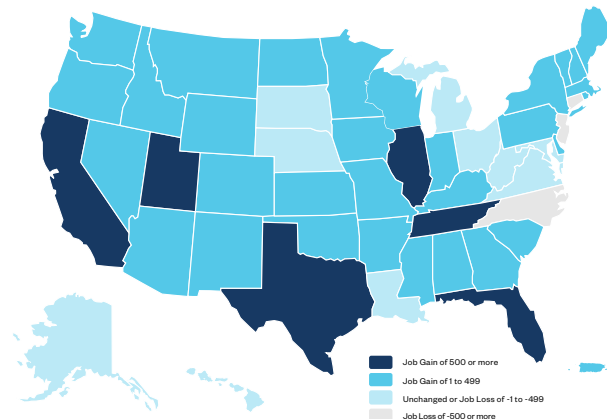 Job Gain of 500 or more
Job Gain of 1 to 499
Unchanged or Job Loss of -1 to -499
Job Loss of -500 or more